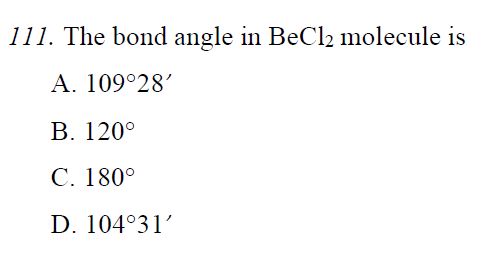 111. The bond angle in BeCl₂ molecule is
A. 109°28′
B. 120°
C. 180°
D. 104°31′